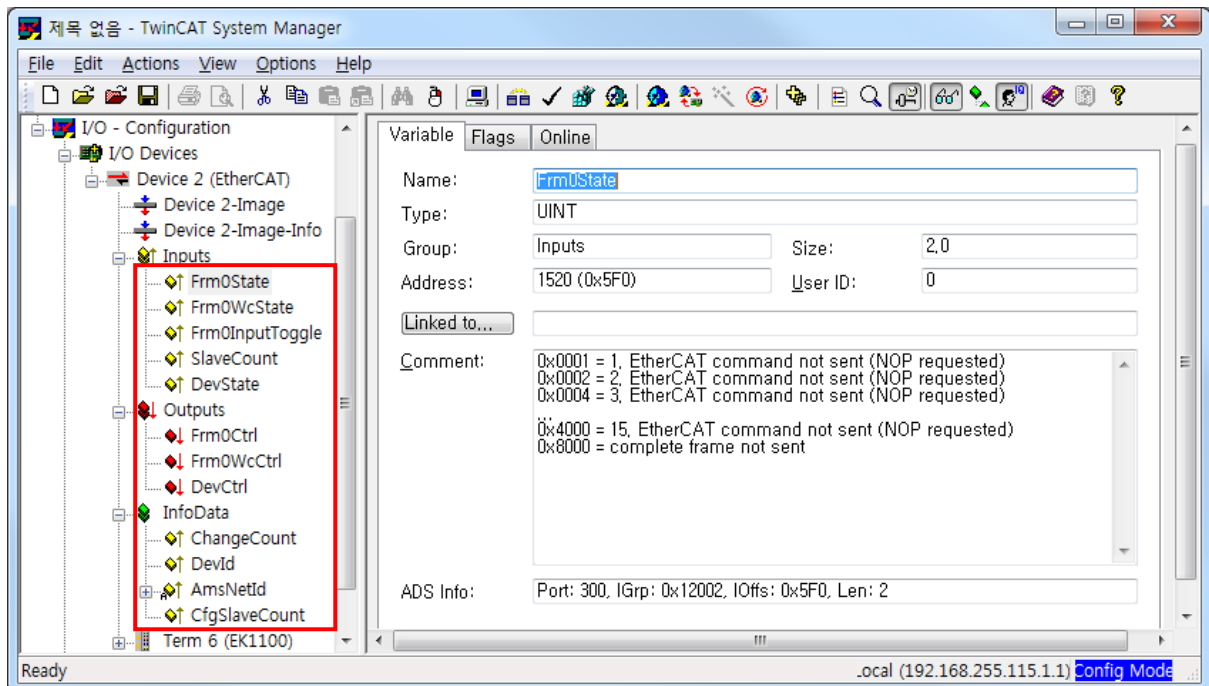 제목 없음 - TwinCAT System Manager
File Edit Actions View Options Help
I/O - Configuration
I/O Devices
Device 2 (EtherCAT)
Device 2-Image
Device 2-Image-Info
Inputs
Frm0State
Frm0WcState
Frm0InputToggle
SlaveCount
DevState
Outputs
Frm0Ctrl
Frm0WcCtrl
DevCtrl
InfoData
ChangeCount
DevId
AmsNetId
CfgSlaveCount
Term 6 (EK1100)
Variable Flags Online
Name: Frm0State
Type: UINT
Group: Inputs Size: 2,0
Address: 1520 (0x5F0) User ID: 0
Linked to...
Comment: 0x0001 = 1, EtherCAT command not sent (NOP requested)
0x0002 = 2, EtherCAT command not sent (NOP requested)
0x0004 = 3, EtherCAT command not sent (NOP requested)
...
0x4000 = 15, EtherCAT command not sent (NOP requested)
0x8000 = complete frame not sent
ADS Info: Port: 300, IGrp: 0x12002, IOffs: 0x5F0, Len: 2
Ready .ocal (192.168.255.115.1.1) Config Mode